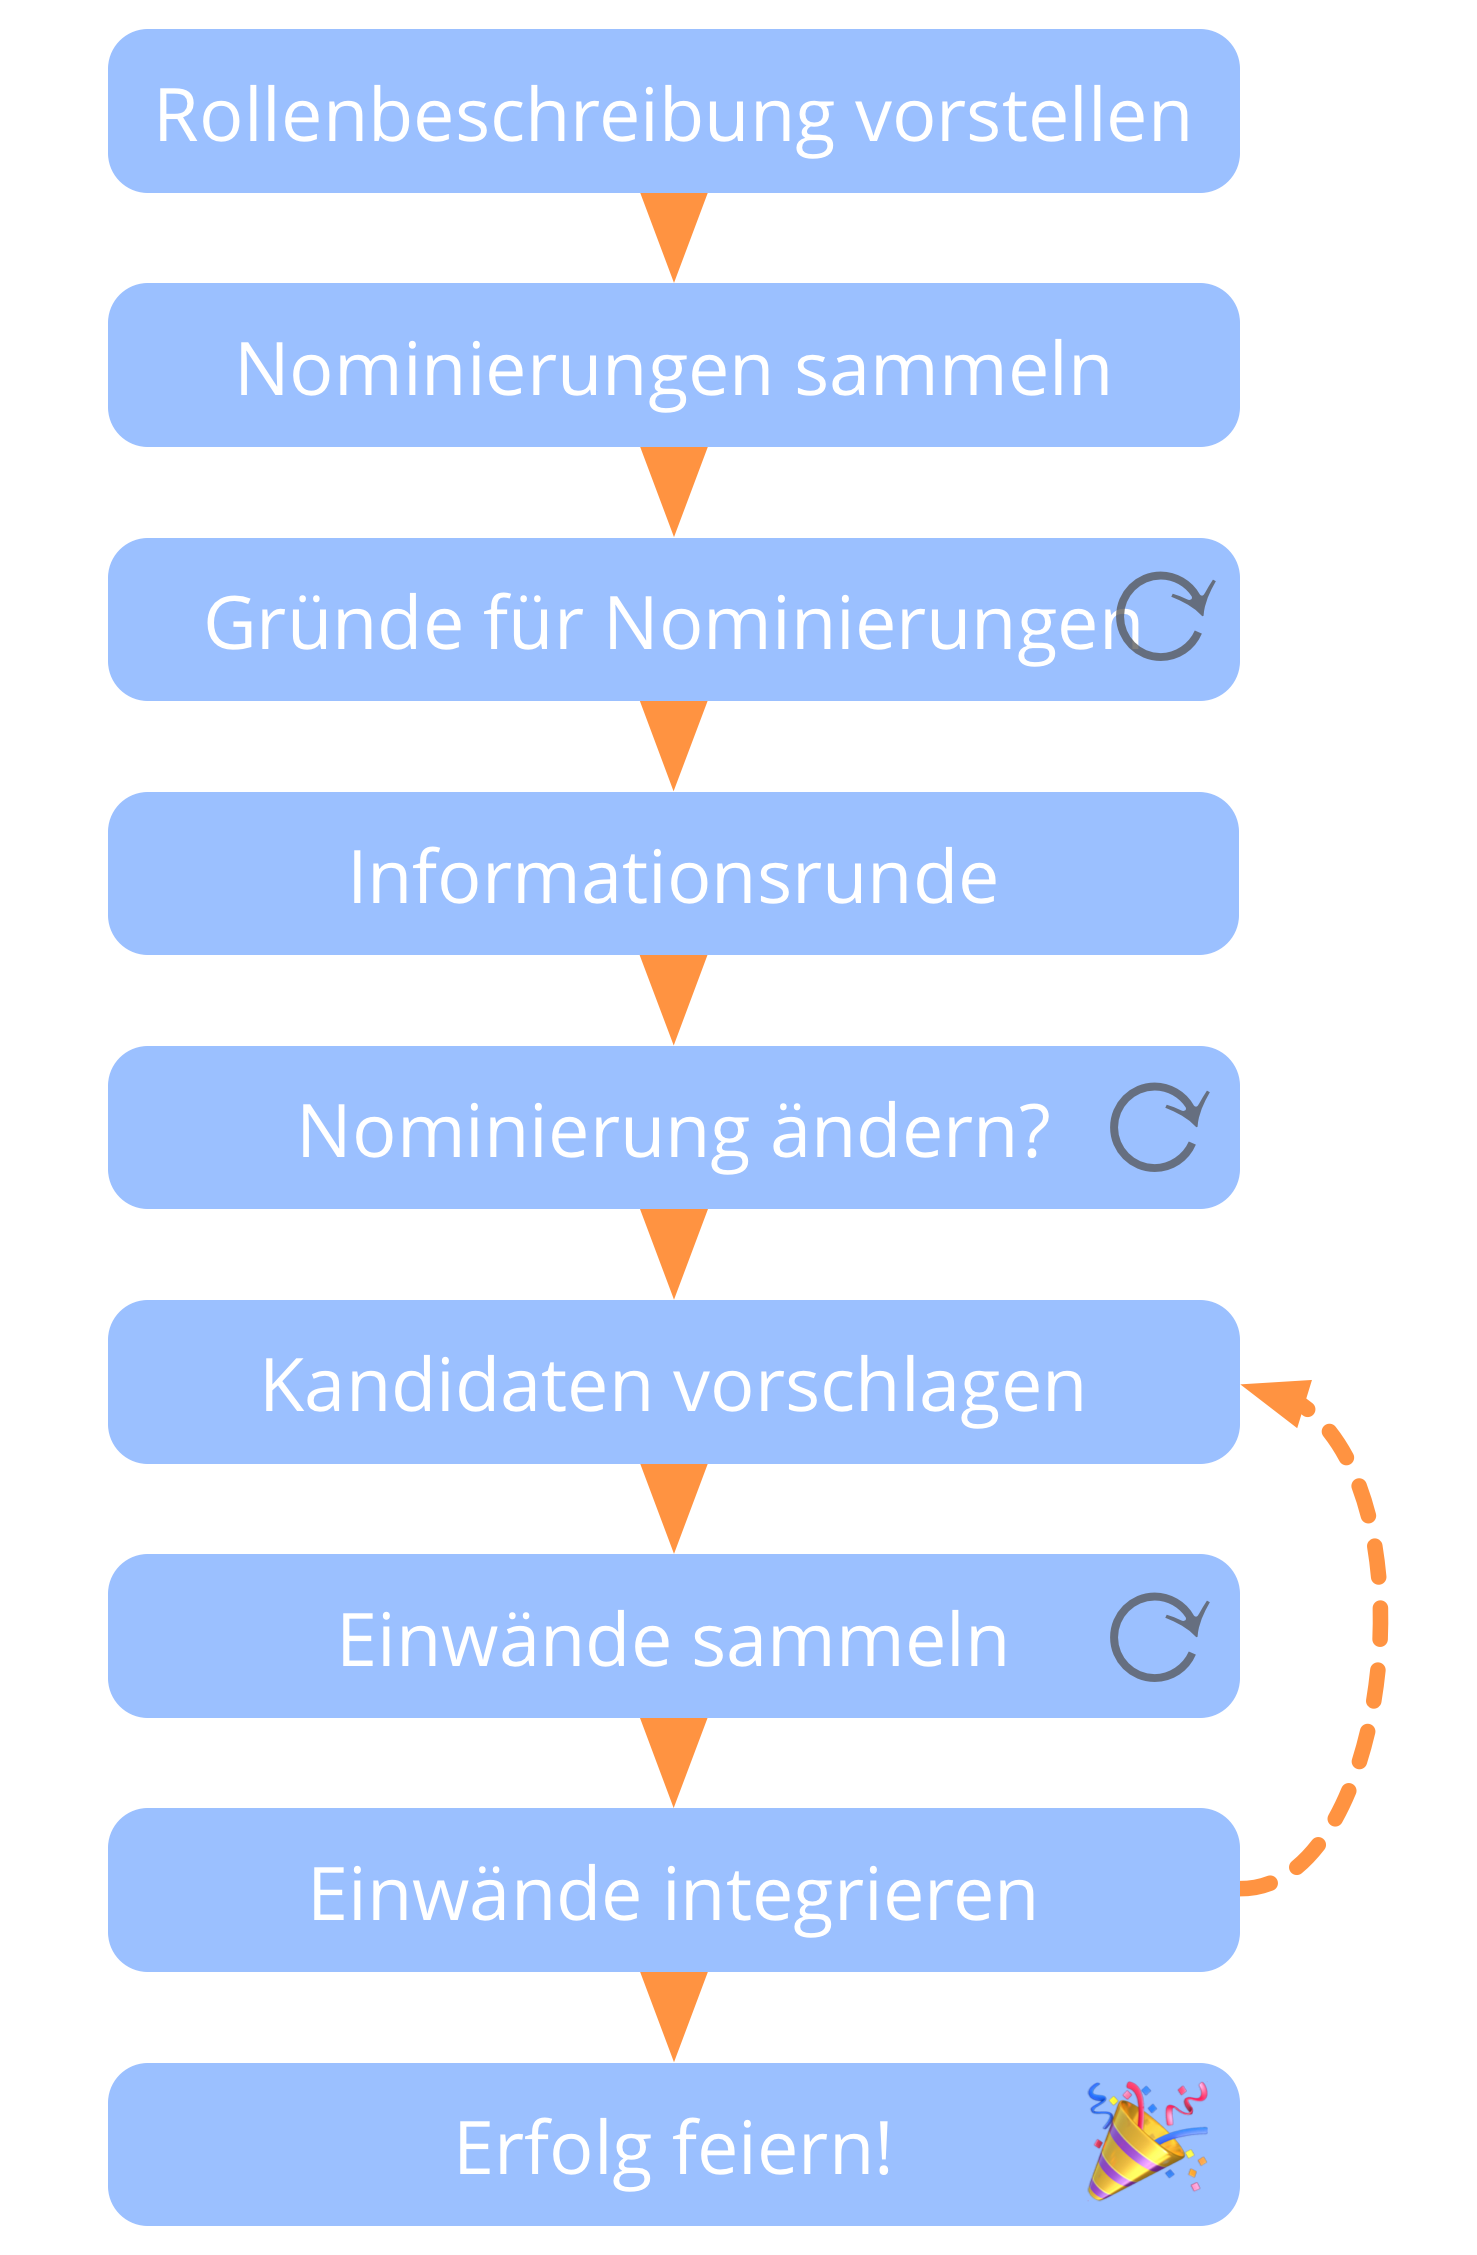 Rollenbeschreibung vorstellen
Nominierungen sammeln
Gründe für Nominierungen
Informationsrunde
Nominierung ändern?
Kandidaten vorschlagen
Einwände sammeln
Einwände integrieren
Erfolg feiern!